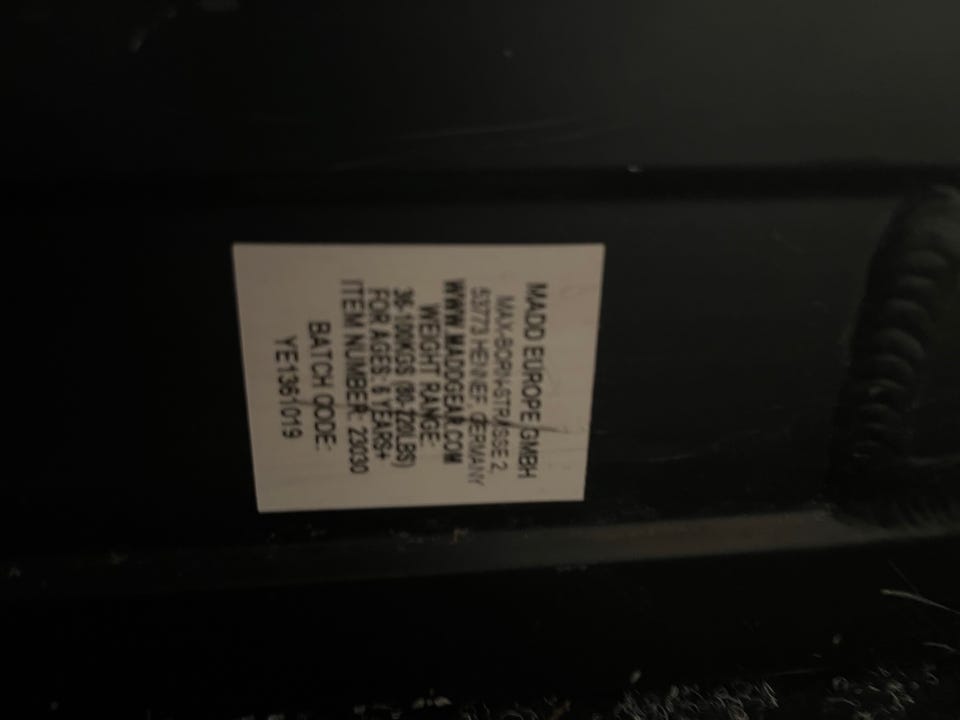 MADD EUROPE GMBH
MAX-BORN-STRASSE 2,
53773 HENNEF, GERMANY
WWW.MADDGEAR.COM
WEIGHT RANGE:
36-100KGS (80-220LBS)
FOR AGES: 6 YEARS+
ITEM NUMBER: 23030
BATCH CODE:
YE1361019